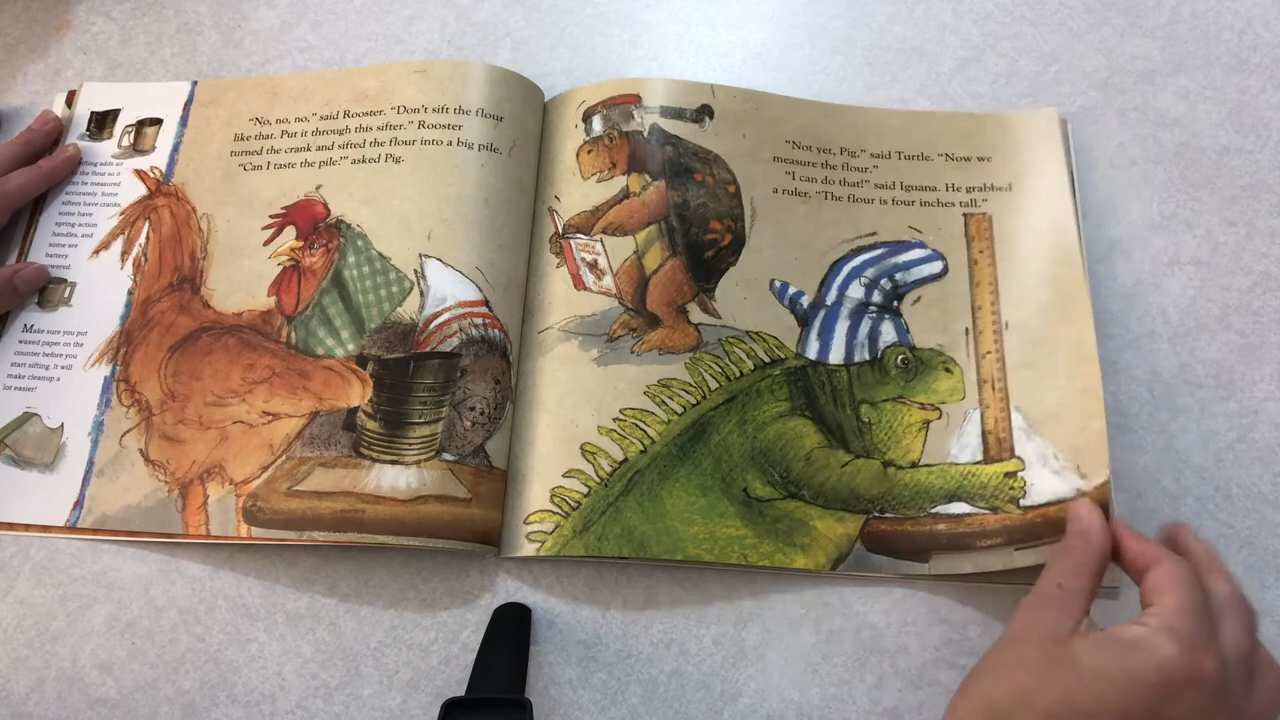 ifting adds air
to the flour so it
can be measured
accurately. Some
sifters have cranks,
some have
spring-action
handles, and
some are
battery
powered.
Make sure you put
waxed paper on the
counter before you
start sifting. It will
make cleanup a
lot easier!
"No, no, no," said Rooster. "Don't sift the flour
like that. Put it through this sifter." Rooster
turned the crank and sifted the flour into a big pile.
"Can I taste the pile?" asked Pig.
"Not yet, Pig," said Turtle. "Now we
measure the flour."
"I can do that!" said Iguana. He grabbed
a ruler. "The flour is four inches tall."